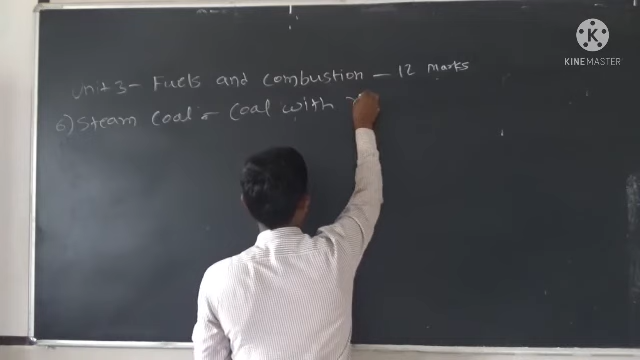 Unit 3 - Fuels and Combustion - 12 marks
6) Steam Coal - Coal with
K
KINEMASTER